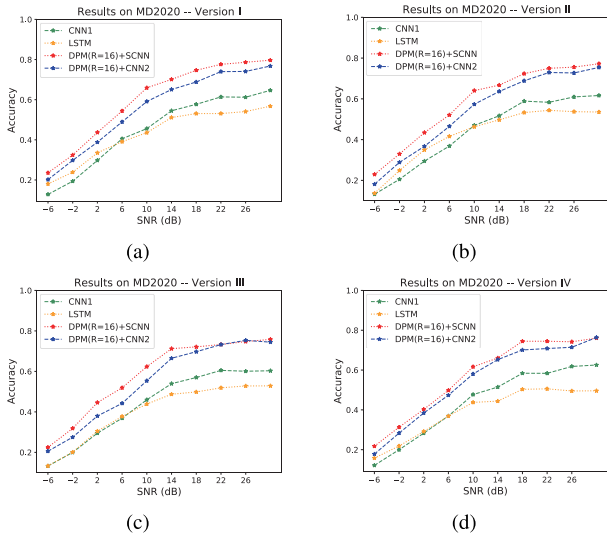 Results on MD2020 -- Version I
CNN1
LSTM
DPM(R=16)+SCNN
DPM(R=16)+CNN2
Accuracy
1.0
0.8
0.6
0.4
0.2
−6 −2 2 6 10 14 18 22 26
SNR (dB)
(a)
Results on MD2020 -- Version II
CNN1
LSTM
DPM(R=16)+SCNN
DPM(R=16)+CNN2
Accuracy
1.0
0.8
0.6
0.4
0.2
−6 −2 2 6 10 14 18 22 26
SNR (dB)
(b)
Results on MD2020 -- Version III
CNN1
LSTM
DPM(R=16)+SCNN
DPM(R=16)+CNN2
Accuracy
1.0
0.8
0.6
0.4
0.2
−6 −2 2 6 10 14 18 22 26
SNR (dB)
(c)
Results on MD2020 -- Version IV
CNN1
LSTM
DPM(R=16)+SCNN
DPM(R=16)+CNN2
Accuracy
1.0
0.8
0.6
0.4
0.2
−6 −2 2 6 10 14 18 22 26
SNR (dB)
(d)